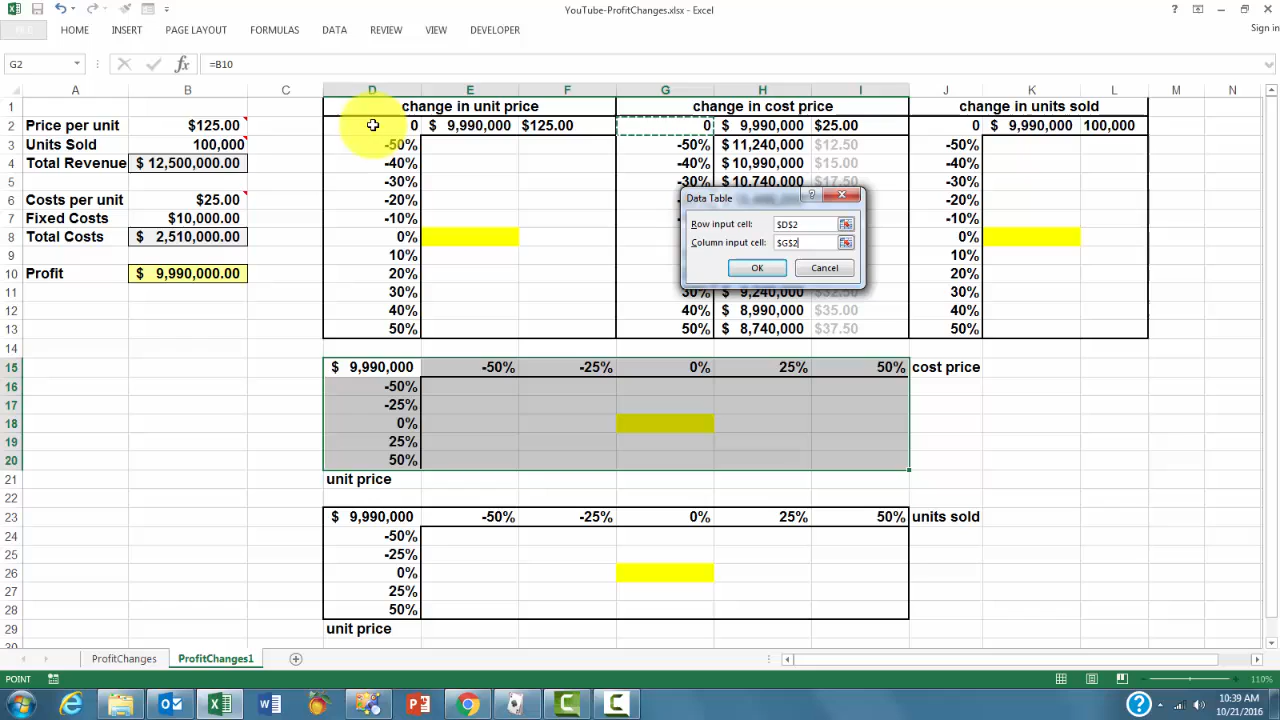 YouTube-ProfitChanges.xlsx - Excel
HOME INSERT PAGE LAYOUT FORMULAS DATA REVIEW VIEW DEVELOPER Sign in
G2 fx =B10
A B C D E F G H I J K L M N
1 change in unit price change in cost price change in units sold
2 Price per unit $125.00 0 $ 9,990,000 $125.00 0 $ 9,990,000 $25.00 0 $ 9,990,000 100,000
3 Units Sold 100,000 -50% -50% $ 11,240,000 $12.50 -50%
4 Total Revenue $ 12,500,000.00 -40% -40% $ 10,990,000 $15.00 -40%
5 -30% -30% $ 10,740,000 $17.50 -30%
6 Costs per unit $25.00 -20% -20%
7 Fixed Costs $10,000.00 -10% -10%
8 Total Costs $ 2,510,000.00 0% 0%
9 10% 10%
10 Profit $ 9,990,000.00 20% 20%
11 30% 30% $ 9,240,000 $32.50 30%
12 40% 40% $ 8,990,000 $35.00 40%
13 50% 50% $ 8,740,000 $37.50 50%
Data Table
Row input cell: $D$2
Column input cell: $G$2
OK Cancel
14
15 $ 9,990,000 -50% -25% 0% 25% 50% cost price
16 -50%
17 -25%
18 0%
19 25%
20 50%
21 unit price
22
23 $ 9,990,000 -50% -25% 0% 25% 50% units sold
24 -50%
25 -25%
26 0%
27 25%
28 50%
29 unit price
30
ProfitChanges ProfitChanges1
POINT 110%
10:39 AM
10/21/2016